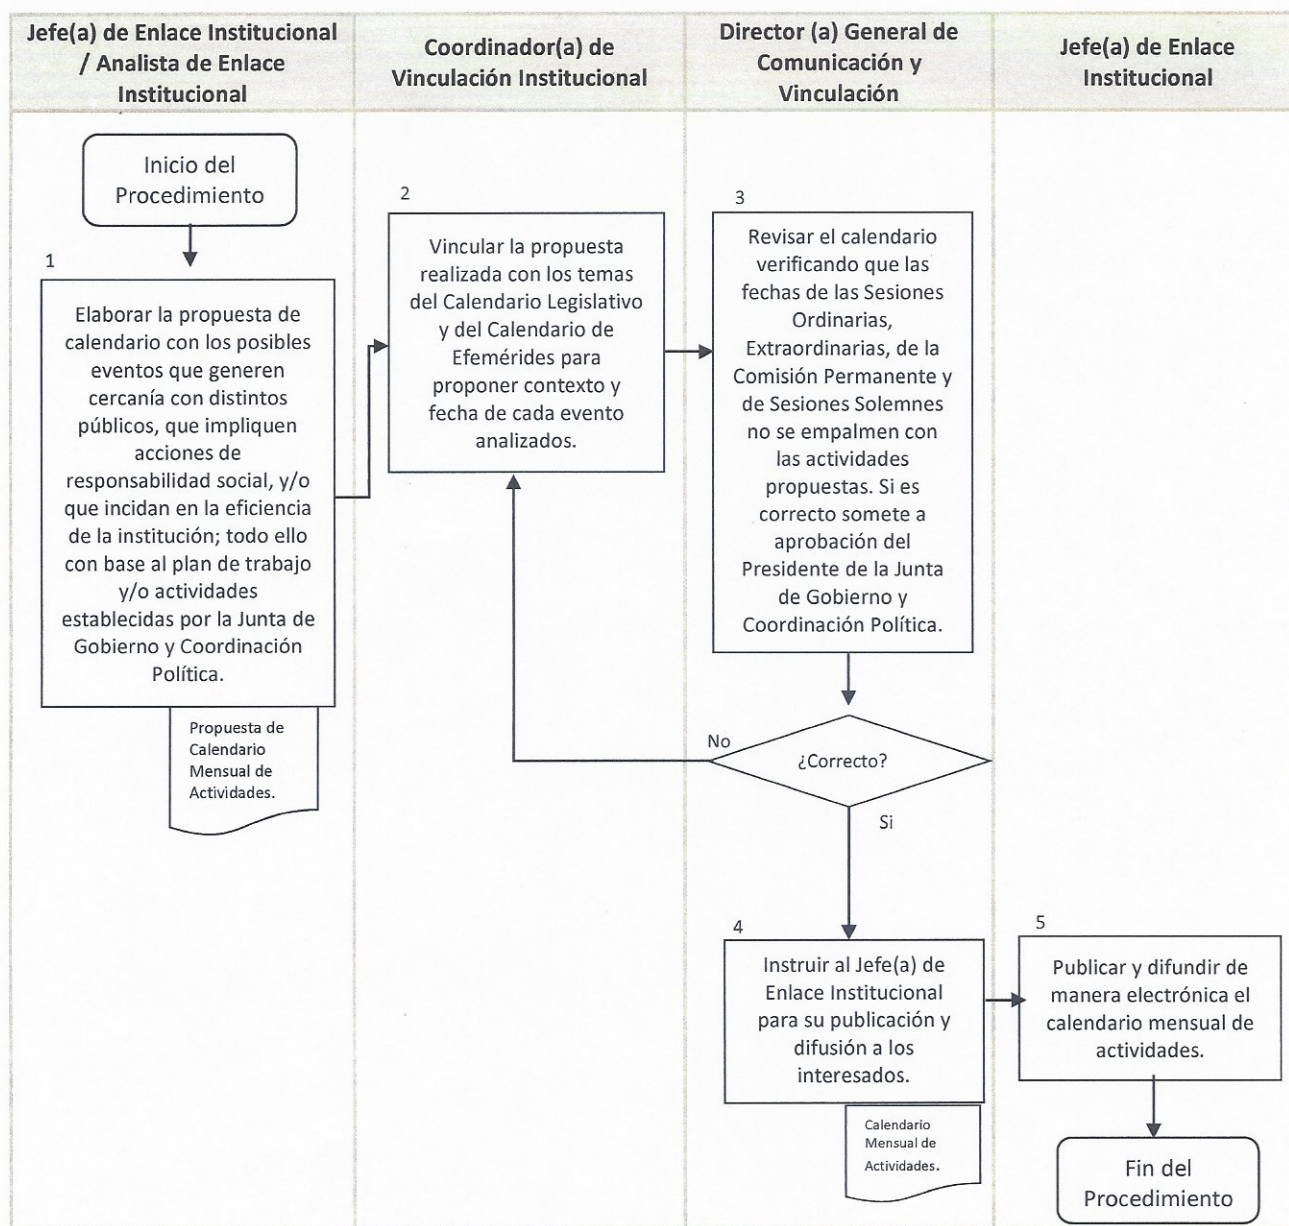 Jefe(a) de Enlace Institucional
/ Analista de Enlace
Institucional
Coordinador(a) de
Vinculación Institucional
Director (a) General de
Comunicación y
Vinculación
Jefe(a) de Enlace
Institucional
Inicio del
Procedimiento
1
Elaborar la propuesta de
calendario con los posibles
eventos que generen
cercanía con distintos
públicos, que impliquen
acciones de
responsabilidad social, y/o
que incidan en la eficiencia
de la institución; todo ello
con base al plan de trabajo
y/o actividades
establecidas por la Junta de
Gobierno y Coordinación
Política.
Propuesta de
Calendario
Mensual de
Actividades.
2
Vincular la propuesta
realizada con los temas
del Calendario Legislativo
y del Calendario de
Efemérides para
proponer contexto y
fecha de cada evento
analizados.
3
Revisar el calendario
verificando que las
fechas de las Sesiones
Ordinarias,
Extraordinarias, de la
Comisión Permanente y
de Sesiones Solemnes
no se empalmen con
las actividades
propuestas. Si es
correcto somete a
aprobación del
Presidente de la Junta
de Gobierno y
Coordinación Política.
No
¿Correcto?
Si
4
Instruir al Jefe(a) de
Enlace Institucional
para su publicación y
difusión a los
interesados.
Calendario
Mensual de
Actividades.
5
Publicar y difundir de
manera electrónica el
calendario mensual de
actividades.
Fin del
Procedimiento